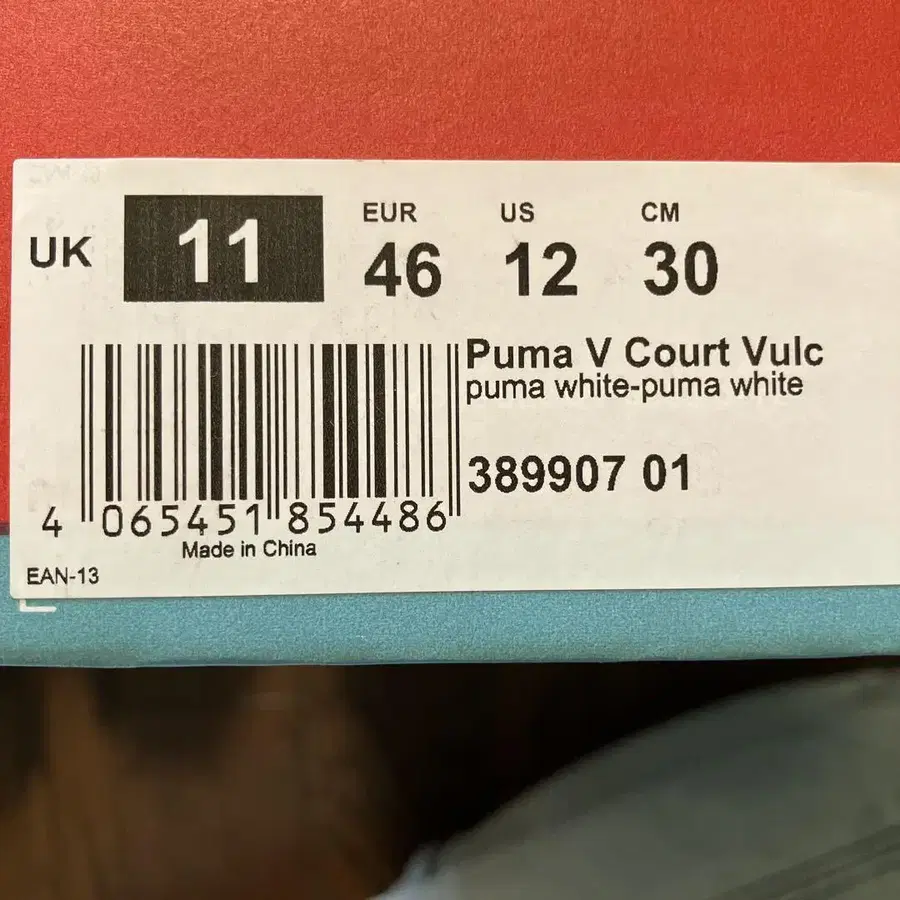 UK 11
EUR 46
US 12
CM 30
Puma V Court Vulc
puma white-puma white
389907 01
4 065451 854486
Made in China
EAN-13